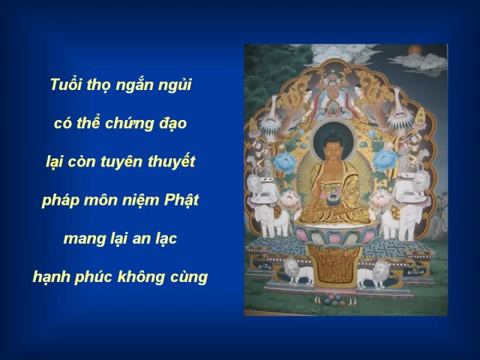 Tuổi thọ ngắn ngủi
có thể chứng đạo
lại còn tuyên thuyết
pháp môn niệm Phật
mang lại an lạc
hạnh phúc không cùng